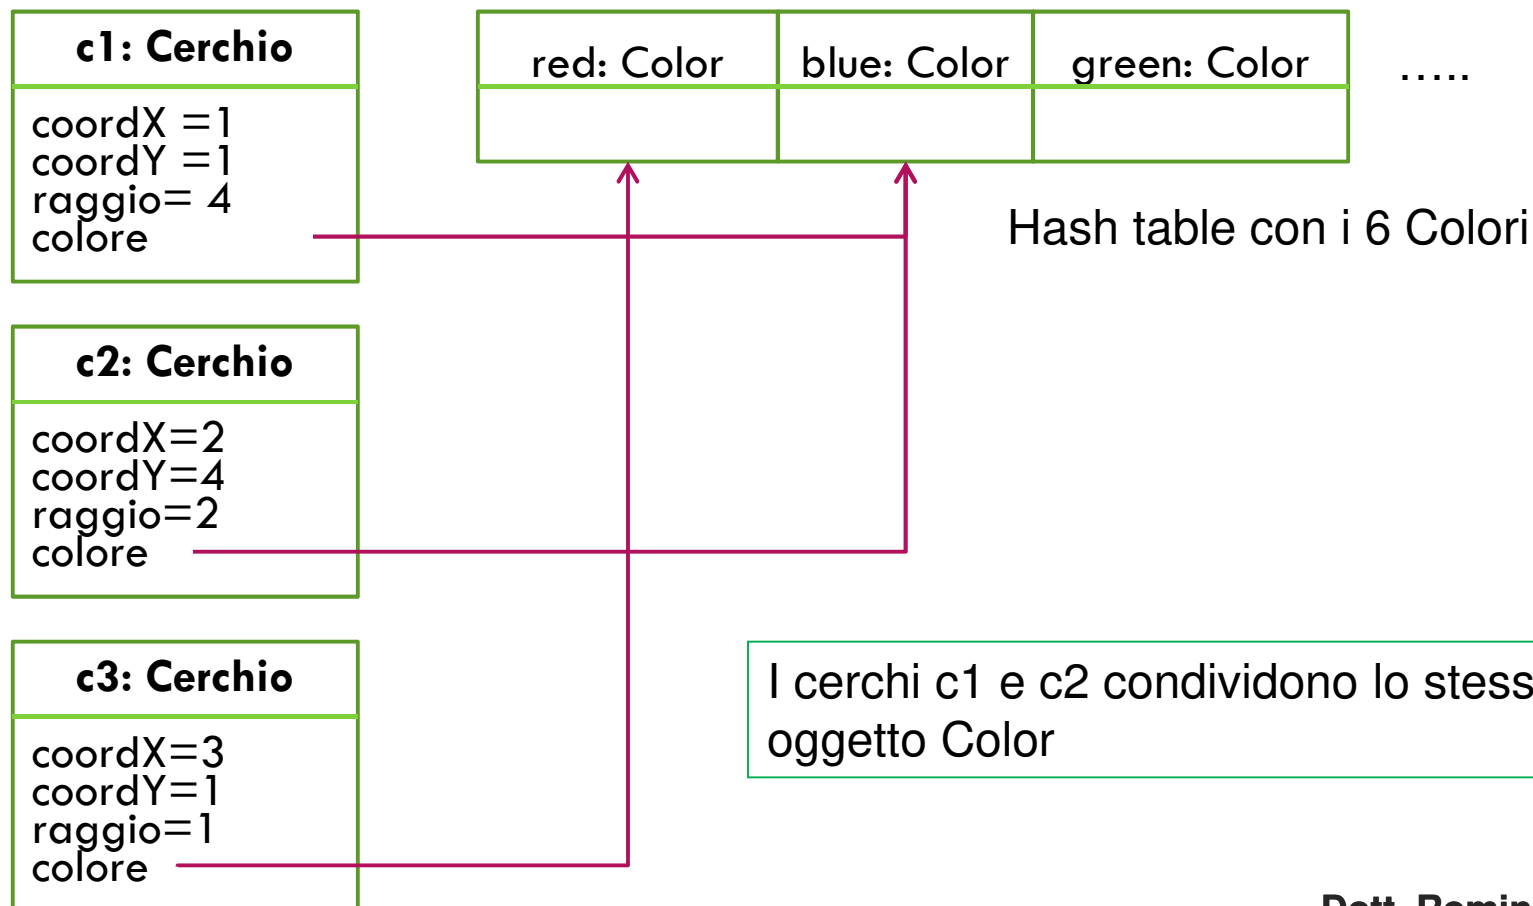 c1: Cerchio
coordX =1
coordY =1
raggio= 4
colore
red: Color
blue: Color
green: Color
.....
Hash table con i 6 Colori
c2: Cerchio
coordX=2
coordY=4
raggio=2
colore
c3: Cerchio
coordX=3
coordY=1
raggio=1
colore
I cerchi c1 e c2 condividono lo stess
oggetto Color
Dott. Romin